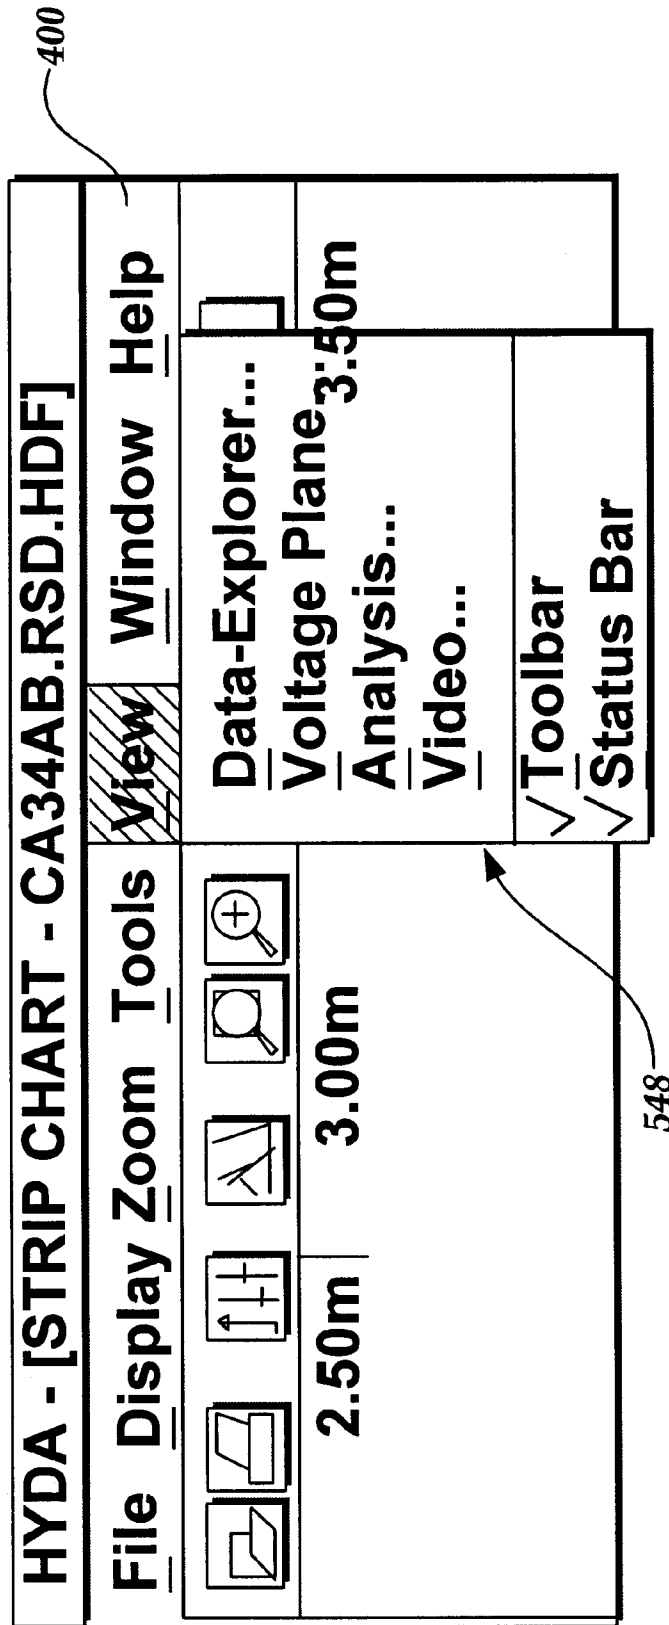 400
HYDA - [STRIP CHART - CA34AB.RSD.HDF]
File Display Zoom Tools View Window Help
2.50m 3.00m 3.50m
Data-Explorer...
Voltage Plane...
Analysis...
Video...
√ Toolbar
√ Status Bar
548